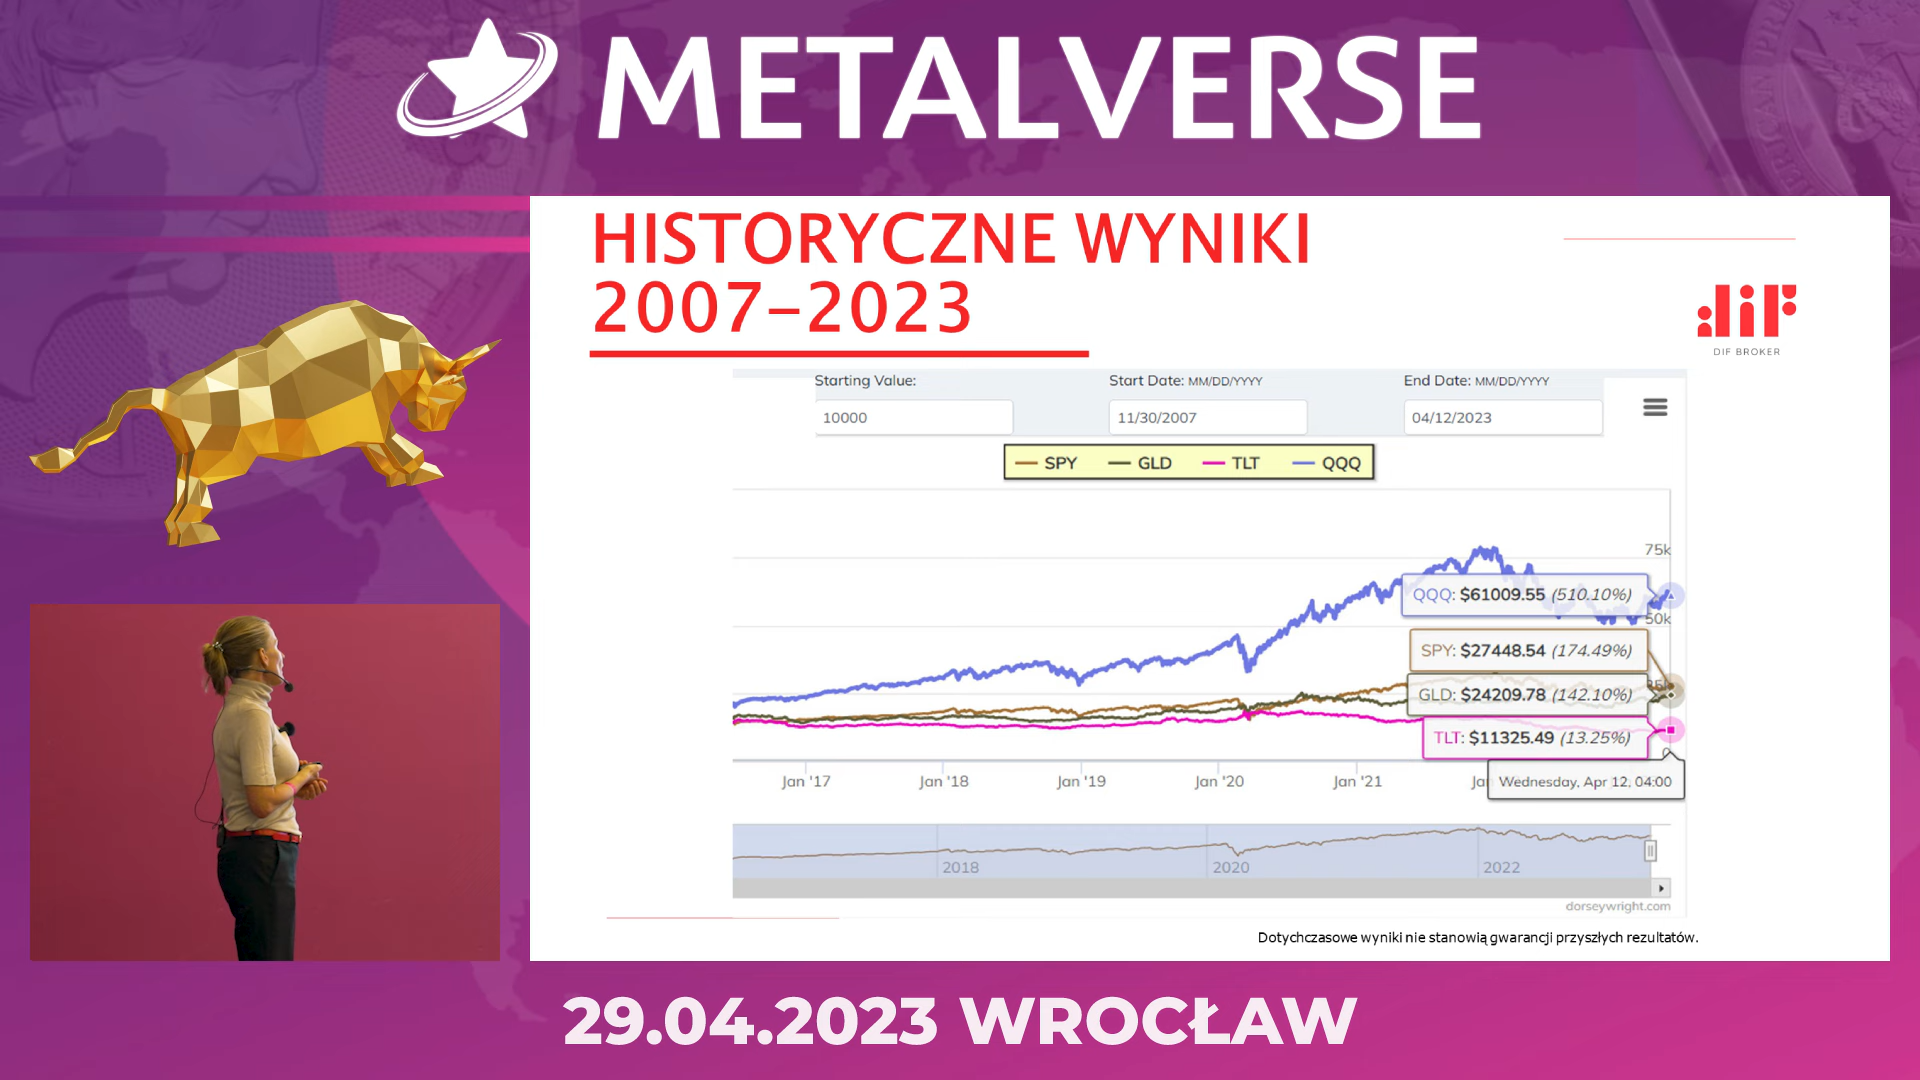 METALVERSE
HISTORYCZNE WYNIKI
2007-2023
dif
DIF BROKER
Starting Value:
Start Date: MM/DD/YYYY
End Date: MM/DD/YYYY
10000
11/30/2007
04/12/2023
SPY
GLD
TLT
QQQ
75k
QQQ: $61009.55 (510.10%)
50k
SPY: $27448.54 (174.49%)
GLD: $24209.78 (142.10%)
TLT: $11325.49 (13.25%)
0
Jan '17
Jan '18
Jan '19
Jan '20
Jan '21
Wednesday, Apr 12, 04:00
2018
2020
2022
dorseywright.com
Dotychczasowe wyniki nie stanowią gwarancji przyszłych rezultatów.
29.04.2023 WROCŁAW